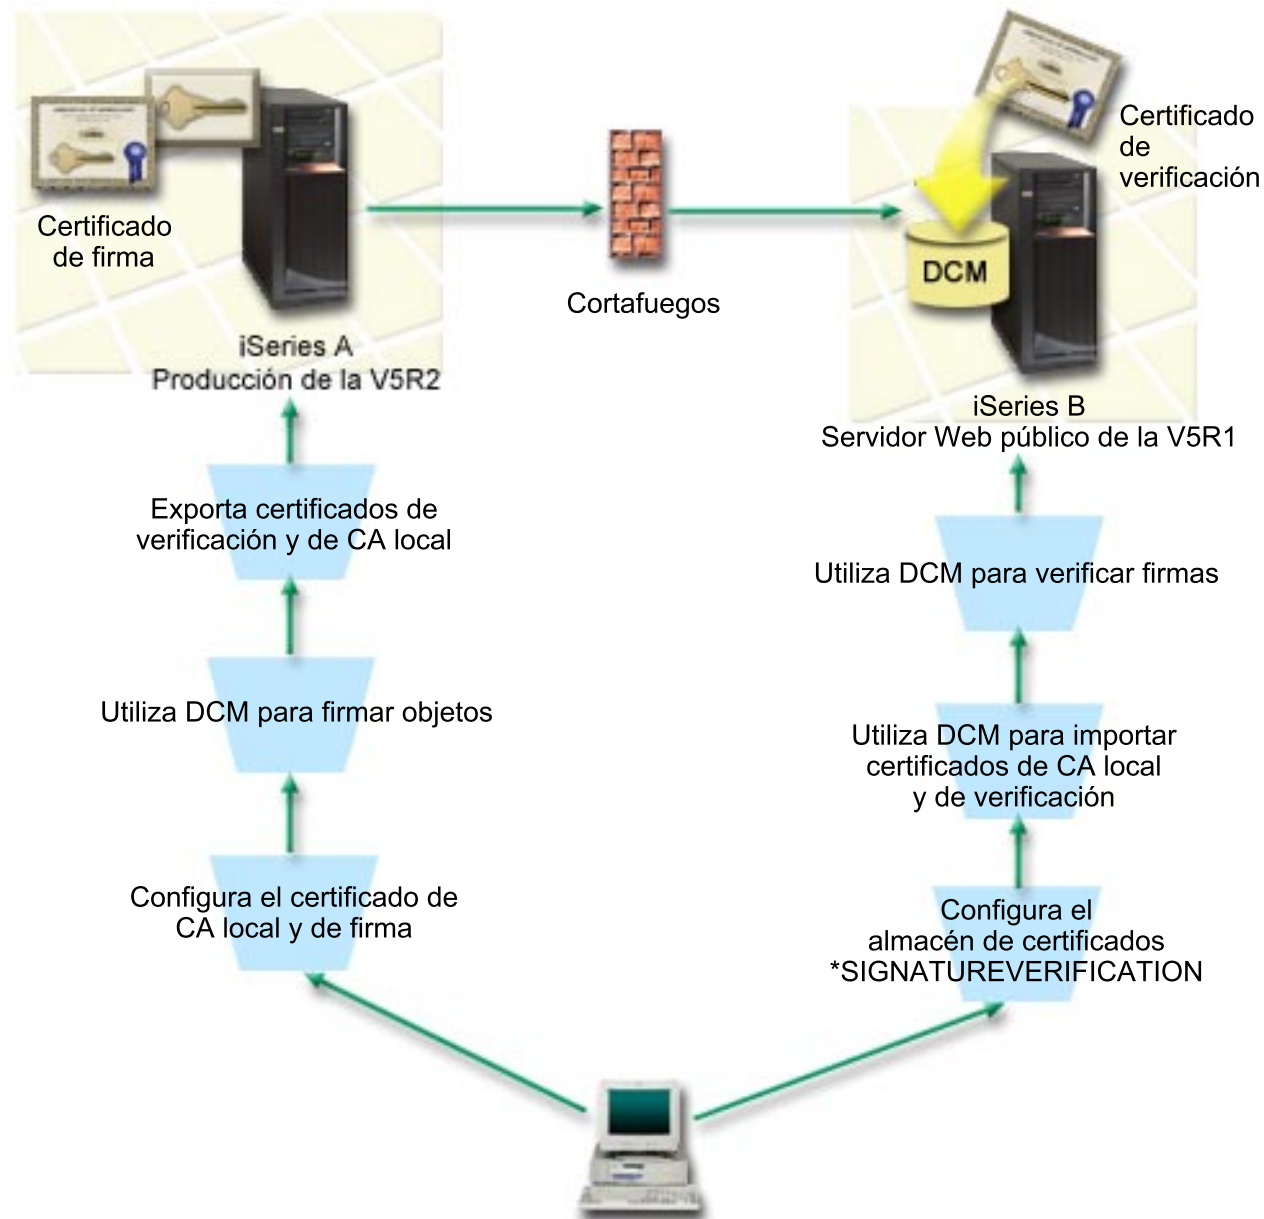 Certificado
de firma
Certificado
de
verificación
DCM
Cortafuegos
iSeries A
Producción de la V5R2
iSeries B
Servidor Web público de la V5R1
Exporta certificados de
verificación y de CA local
Utiliza DCM para firmar objetos
Configura el certificado de
CA local y de firma
Utiliza DCM para verificar firmas
Utiliza DCM para importar
certificados de CA local
y de verificación
Configura el
almacén de certificados
*SIGNATUREVERIFICATION